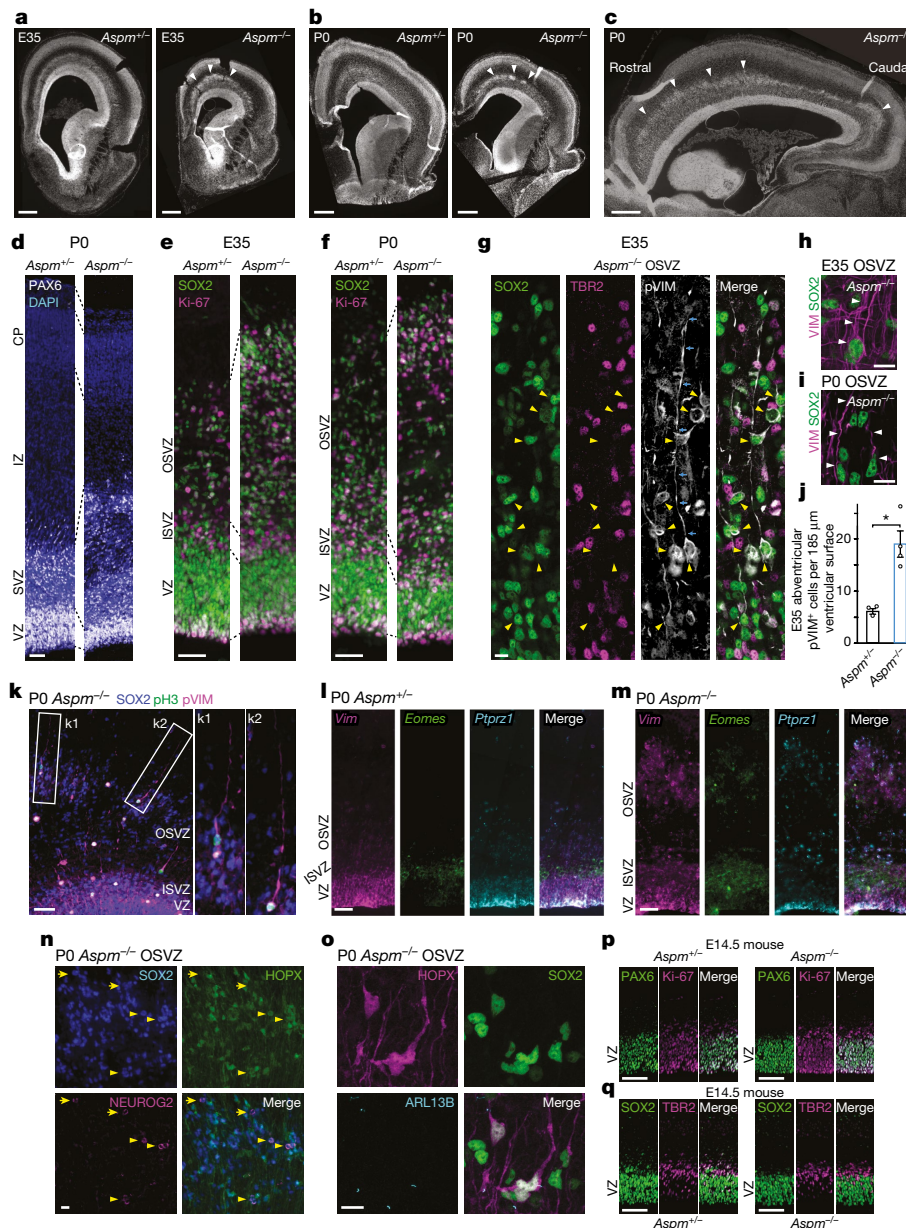 a
E35
Aspm+/–
E35
Aspm–/–
b
P0
Aspm+/–
P0
Aspm–/–
c
P0
Rostral
d
P0
Aspm+/–
Aspm–/–
PAX6
DAPI
CP
IZ
SVZ
VZ
e
E35
Aspm+/–
Aspm–/–
SOX2
Ki-67
OSVZ
ISVZ
VZ
f
P0
Aspm+/–
Aspm–/–
SOX2
Ki-67
OSVZ
ISVZ
VZ
g
E35
Aspm–/– OSVZ
SOX2
TBR2
pVIM
Merge
h
E35 OSVZ
Aspm–/–
VIM SOX2
i
P0 OSVZ
Aspm–/–
VIM SOX2
j
E35 abventricular
pVIM+ cells per 185 µm
ventricular surface
20
10
0
*
Aspm+/–
Aspm–/–
k
P0 Aspm–/– SOX2 pH3 pVIM
k1
k2
k1
k2
OSVZ
ISVZ
VZ
l
P0 Aspm+/–
Vim
Eomes
Ptprz1
Merge
OSVZ
ISVZ
VZ
m
P0 Aspm–/–
Vim
Eomes
Ptprz1
Merge
OSVZ
ISVZ
VZ
n
P0 Aspm–/– OSVZ
SOX2
HOPX
NEUROG2
Merge
o
P0 Aspm–/– OSVZ
HOPX
SOX2
ARL13B
Merge
p
E14.5 mouse
Aspm+/–
Aspm–/–
PAX6
Ki-67
Merge
PAX6
Ki-67
Merge
VZ
VZ
q
E14.5 mouse
SOX2
TBR2
Merge
SOX2
TBR2
Merge
VZ
VZ
Aspm+/–
Aspm–/–